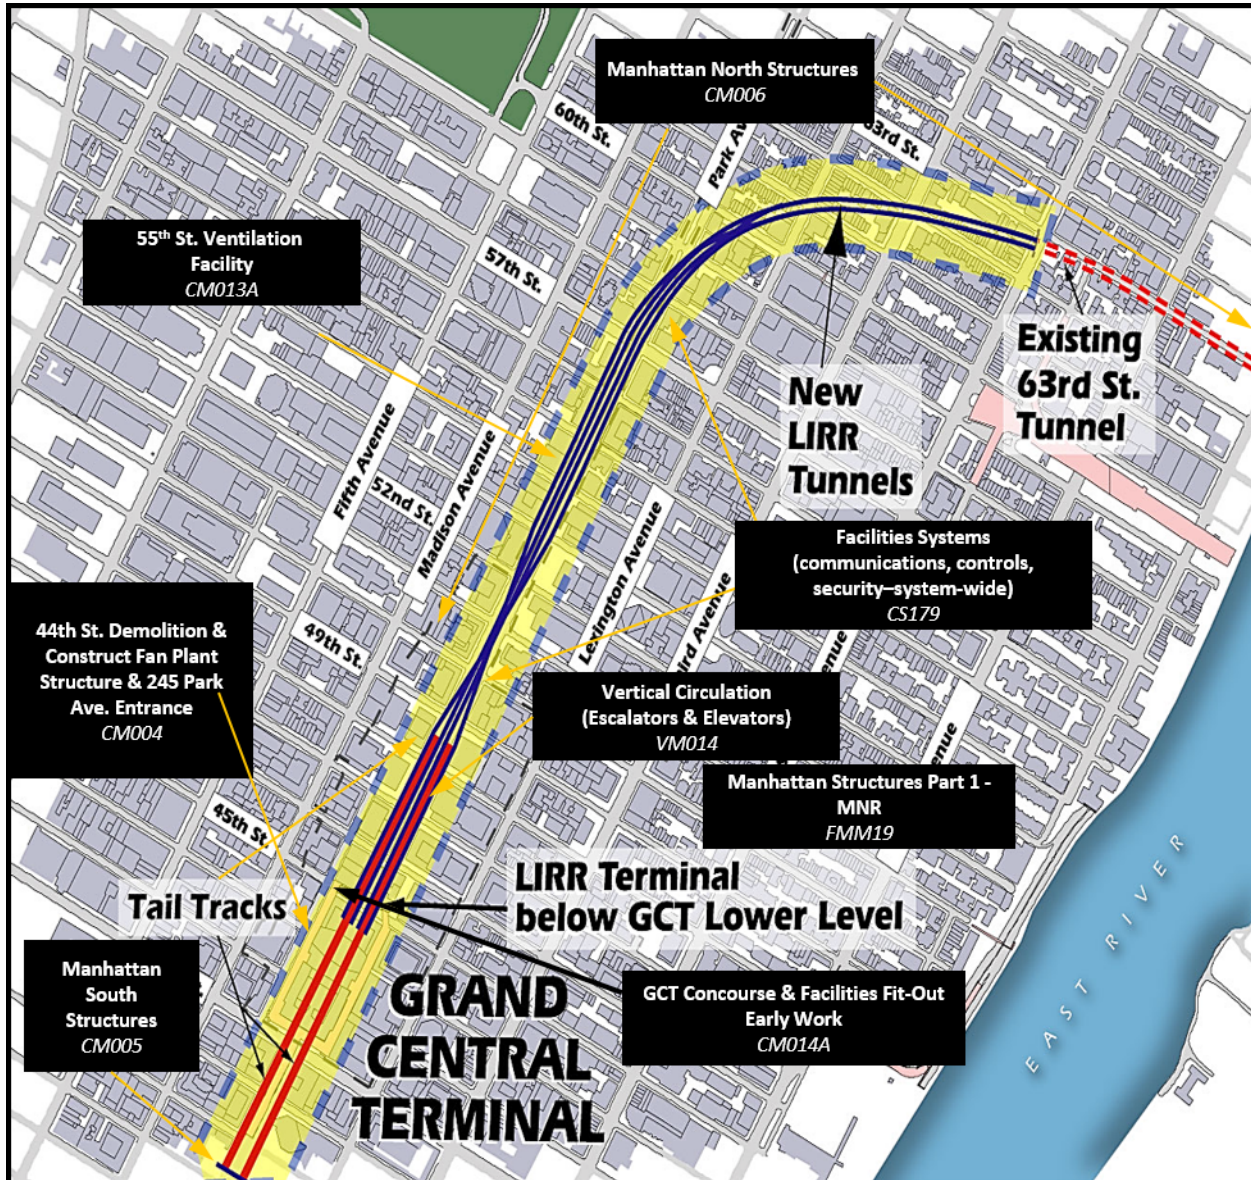 Manhattan North Structures
CM006
60th St.
Park Av
63rd St.
55th St. Ventilation
Facility
CM013A
57th St.
Existing
63rd St.
Tunnel
New
LIRR
Tunnels
Fifth Avenue
52nd St.
Madison Avenue
Lexington Avenue
ird Avenue
venue
Facilities Systems
(communications, controls,
security–system-wide)
CS179
44th St. Demolition &
Construct Fan Plant
Structure & 245 Park
Ave. Entrance
CM004
49th St.
Vertical Circulation
(Escalators & Elevators)
VM014
enue
Manhattan Structures Part 1 -
MNR
FMM19
45th St.
Tail Tracks
LIRR Terminal
below GCT Lower Level
Manhattan
South
Structures
CM005
GRAND
CENTRAL
TERMINAL
GCT Concourse & Facilities Fit-Out
Early Work
CM014A
EAST RIVER